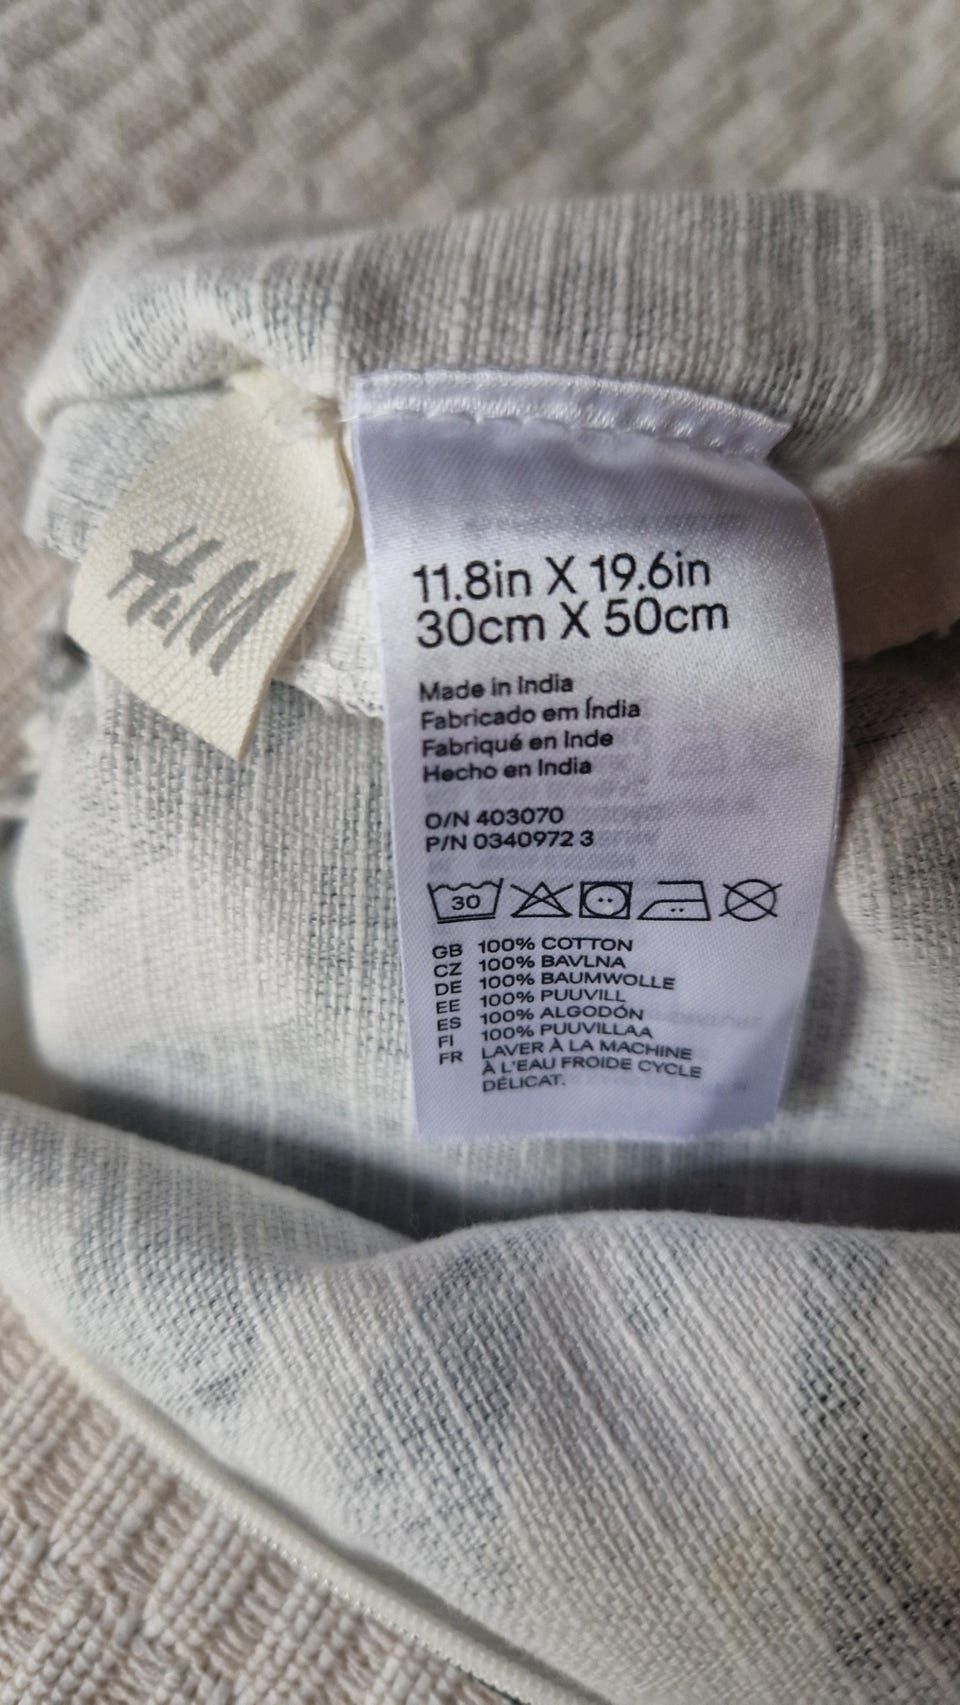 H&M
11.8in X 19.6in
30cm X 50cm
Made in India
Fabricado em Índia
Fabriqué en Inde
Hecho en India
O/N 403070
P/N 0340972 3
30
GB 100% COTTON
CZ 100% BAVLNA
DE 100% BAUMWOLLE
EE 100% PUUVILL
ES 100% ALGODÓN
FI 100% PUUVILLAA
FR LAVER À LA MACHINE
À L'EAU FROIDE CYCLE
DÉLICAT.